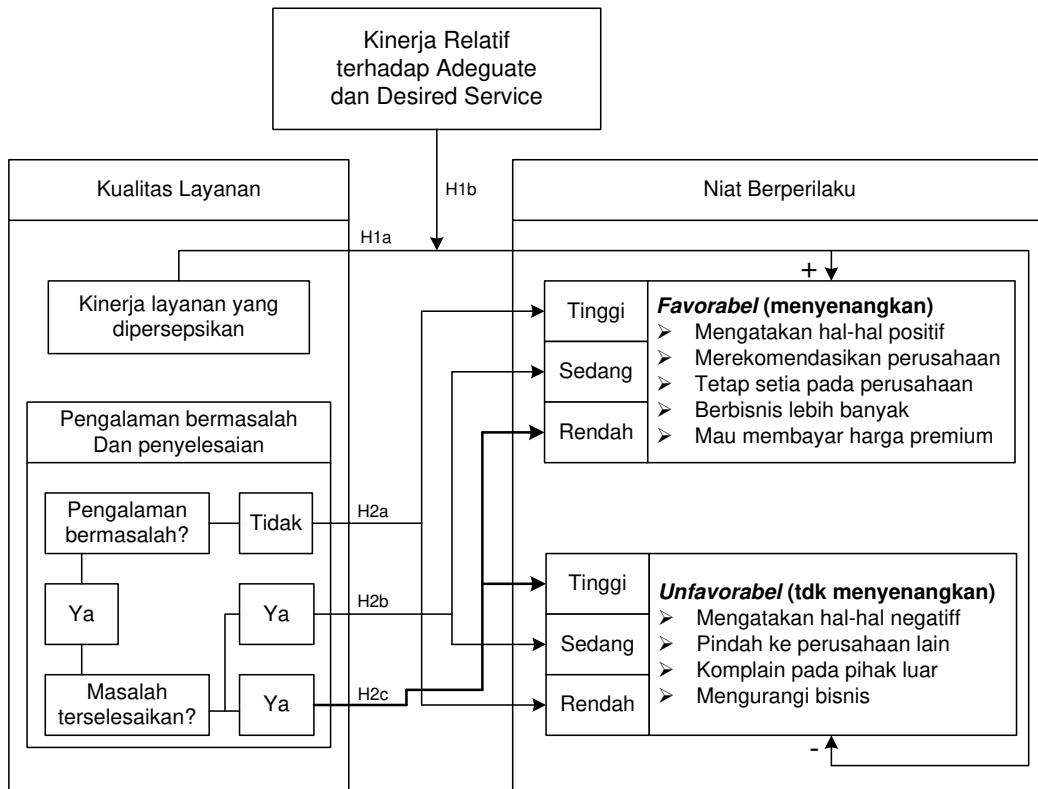 Kinerja Relatif
terhadap Adeguate
dan Desired Service
Kualitas Layanan
H1b
Niat Berperilaku
H1a
Kinerja layanan yang
dipersepsikan
+
Tinggi
Sedang
Rendah
Favorabel (menyenangkan)
➢ Mengatakan hal-hal positif
➢ Merekomendasikan perusahaan
➢ Tetap setia pada perusahaan
➢ Berbisnis lebih banyak
➢ Mau membayar harga premium
Pengalaman bermasalah
Dan penyelesaian
Pengalaman
bermasalah?
Tidak
H2a
Ya
Ya
H2b
Masalah
terselesaikan?
Ya
H2c
Tinggi
Sedang
Rendah
Unfavorabel (tdk menyenangkan)
➢ Mengatakan hal-hal negatiff
➢ Pindah ke perusahaan lain
➢ Komplain pada pihak luar
➢ Mengurangi bisnis
-